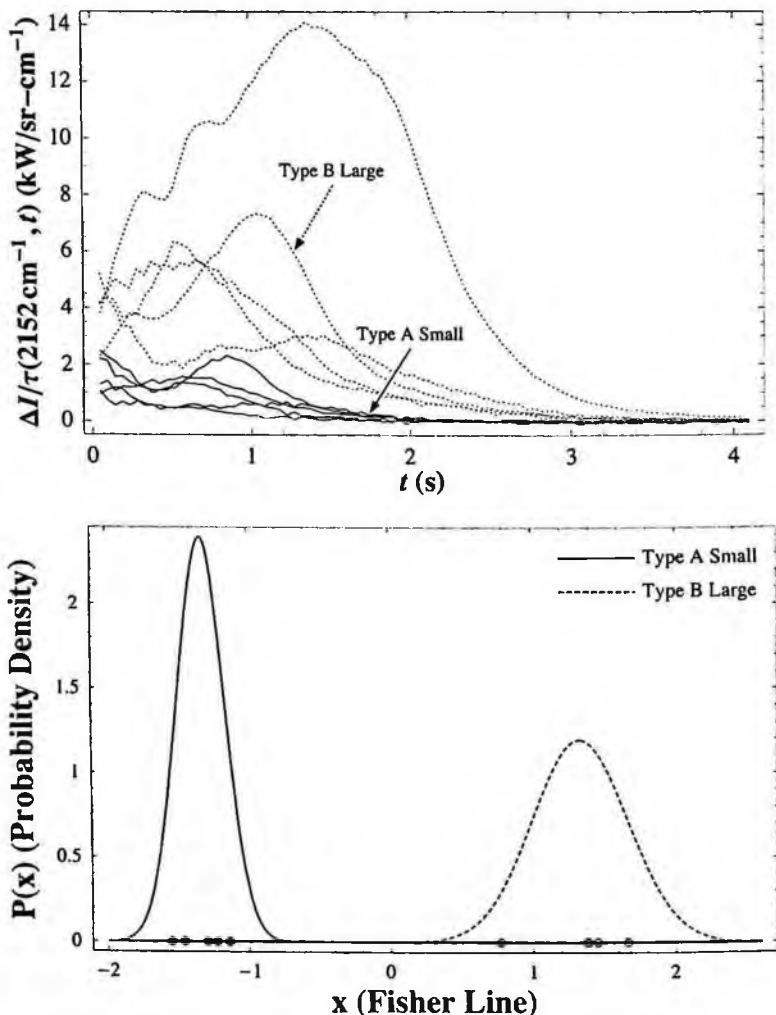 14
12
10
8
6
4
2
0
ΔI/τ(2152 cm⁻¹, t) (kW/sr−cm⁻¹)
Type B Large
Type A Small
0 1 2 3 4
t (s)
2
1.5
1
0.5
0
P(x) (Probability Density)
Type A Small
Type B Large
−2 −1 0 1 2
x (Fisher Line)